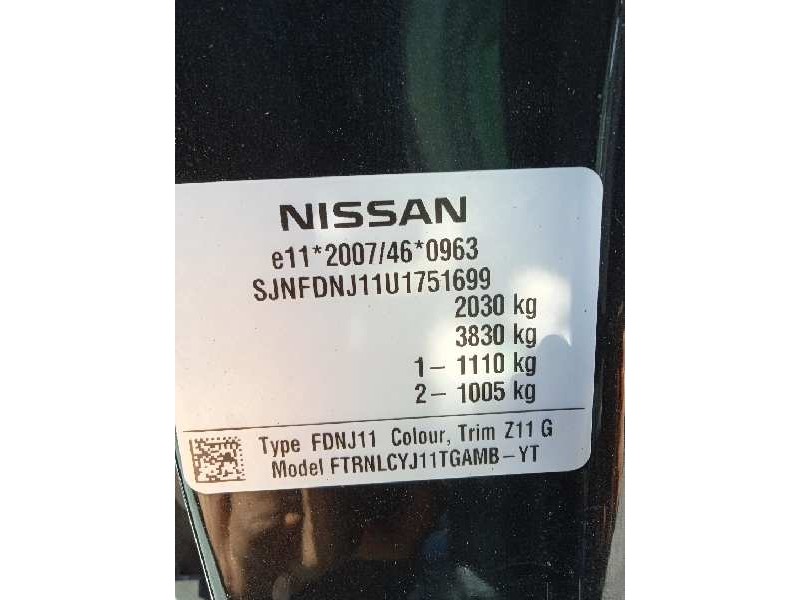 NISSAN
e11*2007/46*0963
SJNFDNJ11U1751699
2030 kg
3830 kg
1- 1110 kg
2- 1005 kg
Type FDNJ11 Colour, Trim Z11 G
Model FTRNLCYJ11TGAMB-YT